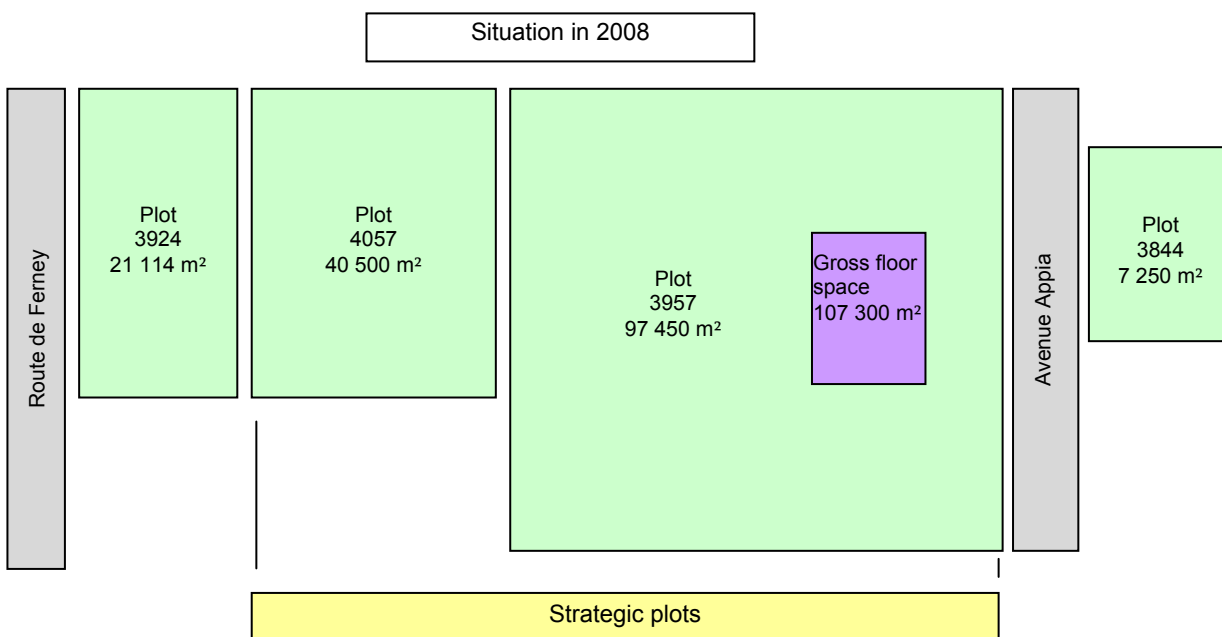 Situation in 2008
Route de Ferney
Plot
3924
21 114 m²
Plot
4057
40 500 m²
Plot
3957
97 450 m²
Gross floor
space
107 300 m²
Avenue Appia
Plot
3844
7 250 m²
Strategic plots